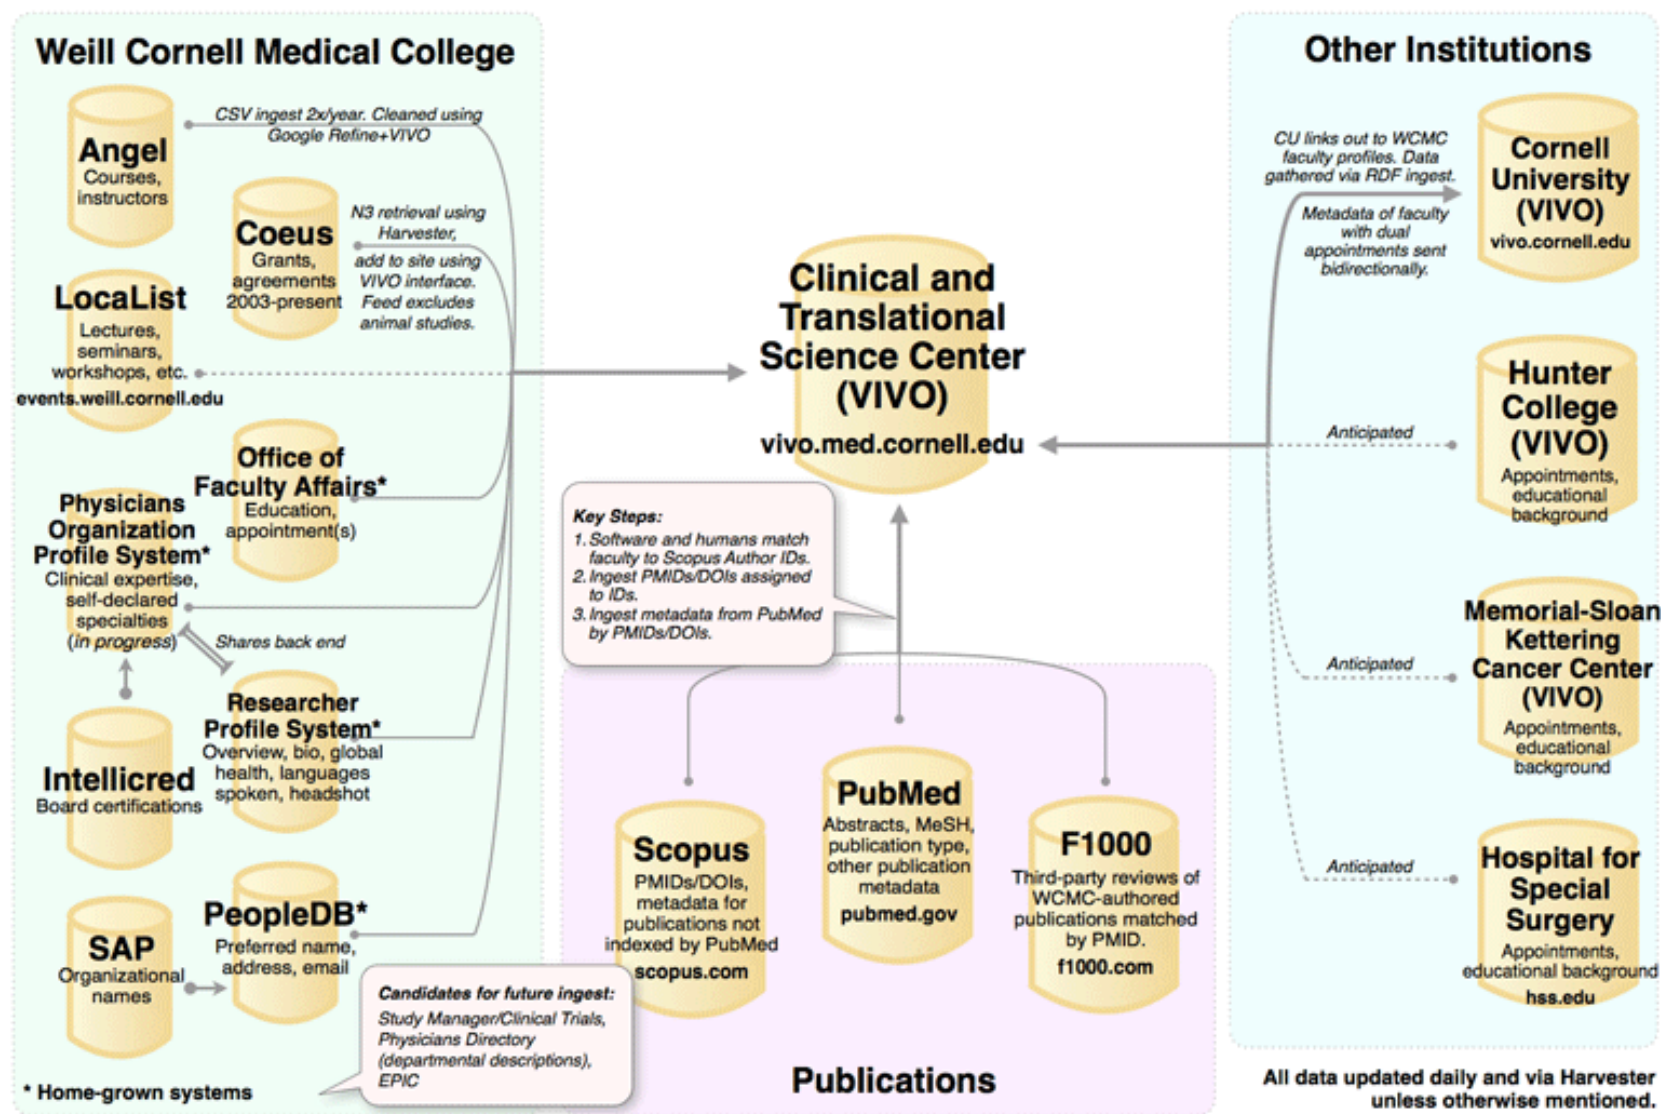 Weill Cornell Medical College
Angel
Courses,
instructors
CSV ingest 2x/year. Cleaned using
Google Refine+VIVO
Coeus
Grants,
agreements
2003-present
N3 retrieval using
Harvester,
add to site using
VIVO interface.
Feed excludes
animal studies.
LocaList
Lectures,
seminars,
workshops, etc.
events.weill.cornell.edu
Office of
Faculty Affairs*
Education,
appointment(s)
Physicians
Organization
Profile System*
Clinical expertise,
self-declared
specialties
(in progress)
Shares back end
Researcher
Profile System*
Overview, bio, global
health, languages
spoken, headshot
Intellicred
Board certifications
PeopleDB*
Preferred name,
address, email
SAP
Organizational
names
* Home-grown systems
Candidates for future ingest:
Study Manager/Clinical Trials,
Physicians Directory
(departmental descriptions),
EPIC
Clinical and
Translational
Science Center
(VIVO)
vivo.med.cornell.edu
Key Steps:
1. Software and humans match
faculty to Scopus Author IDs.
2. Ingest PMIDs/DOIs assigned
to IDs.
3. Ingest metadata from PubMed
by PMIDs/DOIs.
Scopus
PMIDs/DOIs,
metadata for
publications not
indexed by PubMed
scopus.com
PubMed
Abstracts, MeSH,
publication type,
other publication
metadata
pubmed.gov
F1000
Third-party reviews of
WCMC-authored
publications matched
by PMID.
f1000.com
Publications
Other Institutions
CU links out to WCMC
faculty profiles. Data
gathered via RDF ingest.
Metadata of faculty
with dual
appointments sent
bidirectionally.
Cornell
University
(VIVO)
vivo.cornell.edu
Anticipated
Hunter
College
(VIVO)
Appointments,
educational
background
Anticipated
Memorial-Sloan
Kettering
Cancer Center
(VIVO)
Appointments,
educational
background
Anticipated
Hospital for
Special
Surgery
Appointments,
educational background
hss.edu
All data updated daily and via Harvester
unless otherwise mentioned.